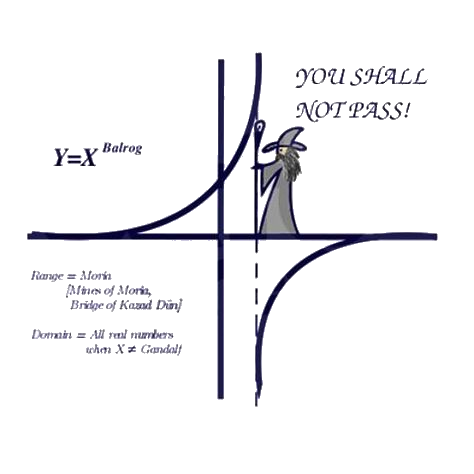 YOU SHALL
NOT PASS!
Y=X Balrog
Range = Moria
[Mines of Moria,
Bridge of Kazad Dûn]
Domain = All real numbers
when X ≠ Gandalf